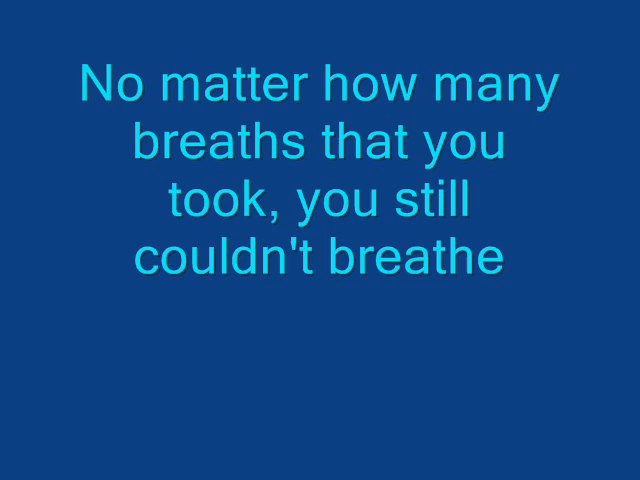 No matter how many
breaths that you
took, you still
couldn't breathe